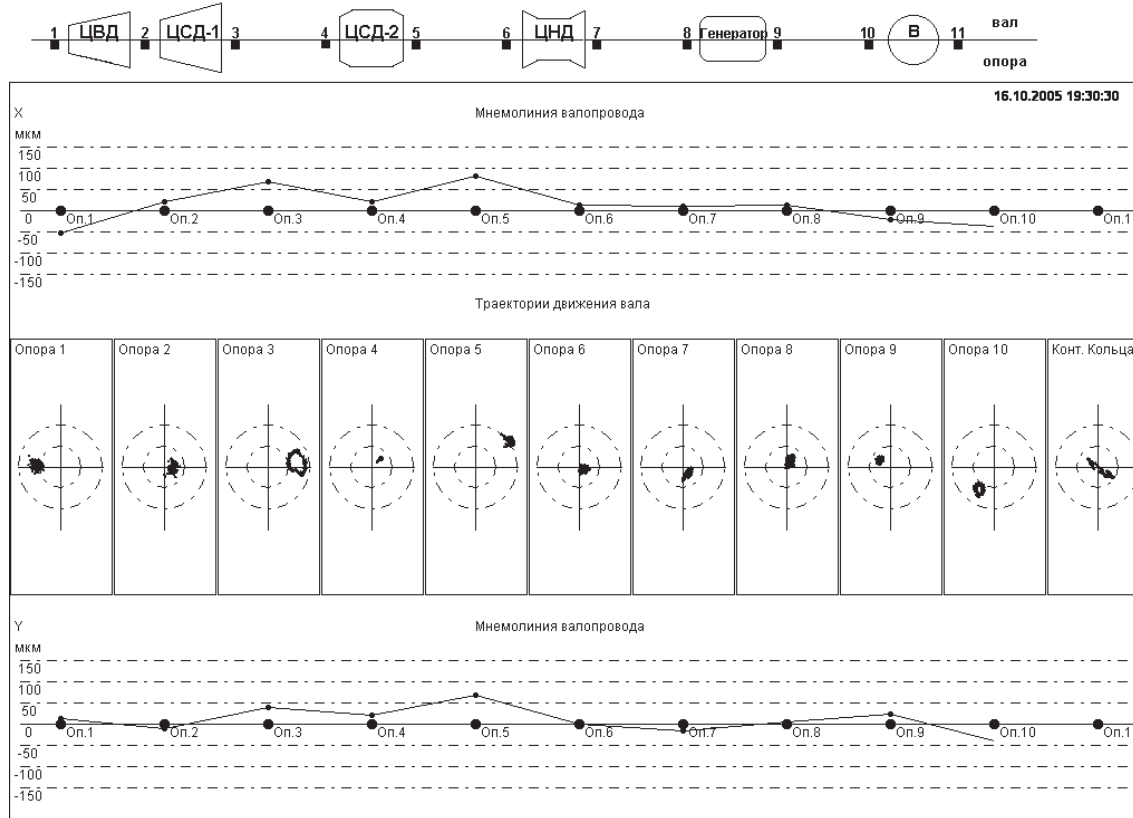 1 ЦВД 2 ЦСД-1 3 4 ЦСД-2 5 6 ЦНД 7 8 Генератор 9 10 В 11 вал
опора
16.10.2005 19:30:30
X Мнемолиния валопровода
мкм
150
100
50
0 Оп.1 Оп.2 Оп.3 Оп.4 Оп.5 Оп.6 Оп.7 Оп.8 Оп.9 Оп.10 Оп.1
-50
-100
-150
Траектории движения вала
Опора 1 Опора 2 Опора 3 Опора 4 Опора 5 Опора 6 Опора 7 Опора 8 Опора 9 Опора 10 Конт. Кольца
Y Мнемолиния валопровода
мкм
150
100
50
0 Оп.1 Оп.2 Оп.3 Оп.4 Оп.5 Оп.6 Оп.7 Оп.8 Оп.9 Оп.10 Оп.1
-50
-100
-150